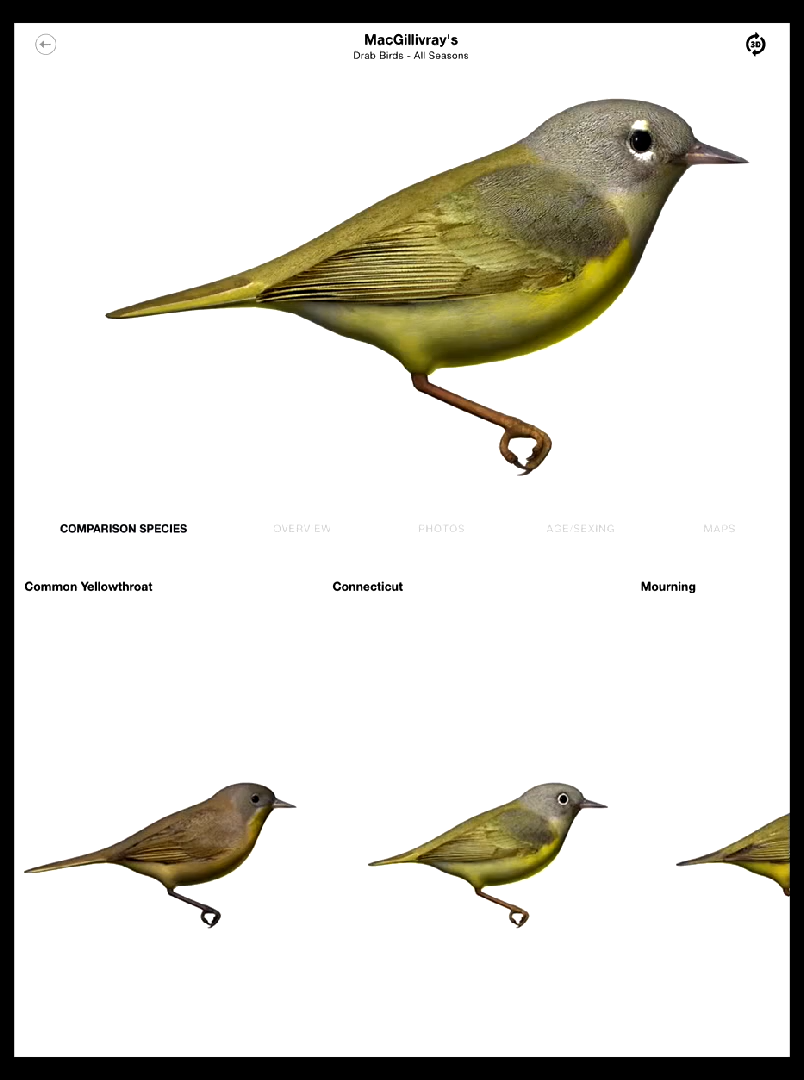 MacGillivray's
Drab Birds - All Seasons
3D
COMPARISON SPECIES OVERVIEW PHOTOS AGE/SEXING MAPS
Common Yellowthroat Connecticut Mourning